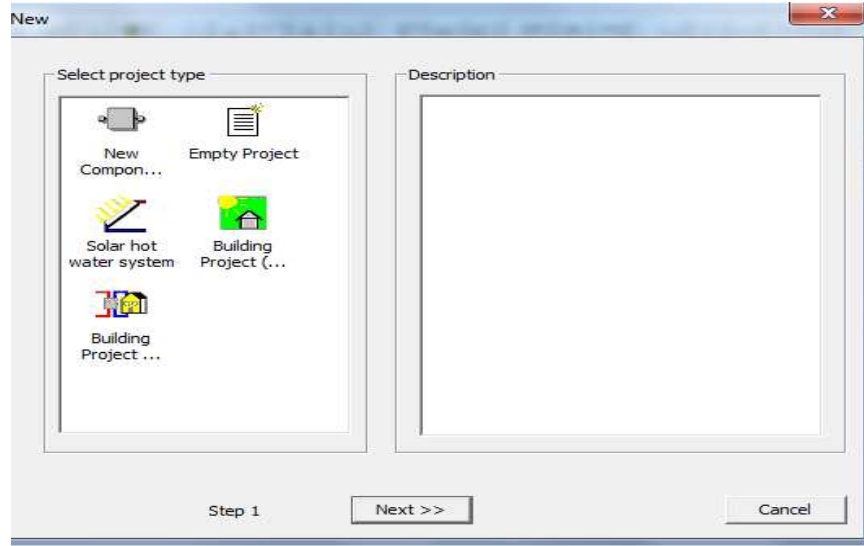 New
Select project type
Description
New
Compon...
Empty Project
Solar hot
water system
Building
Project (...
Building
Project ...
Step 1
Next >>
Cancel